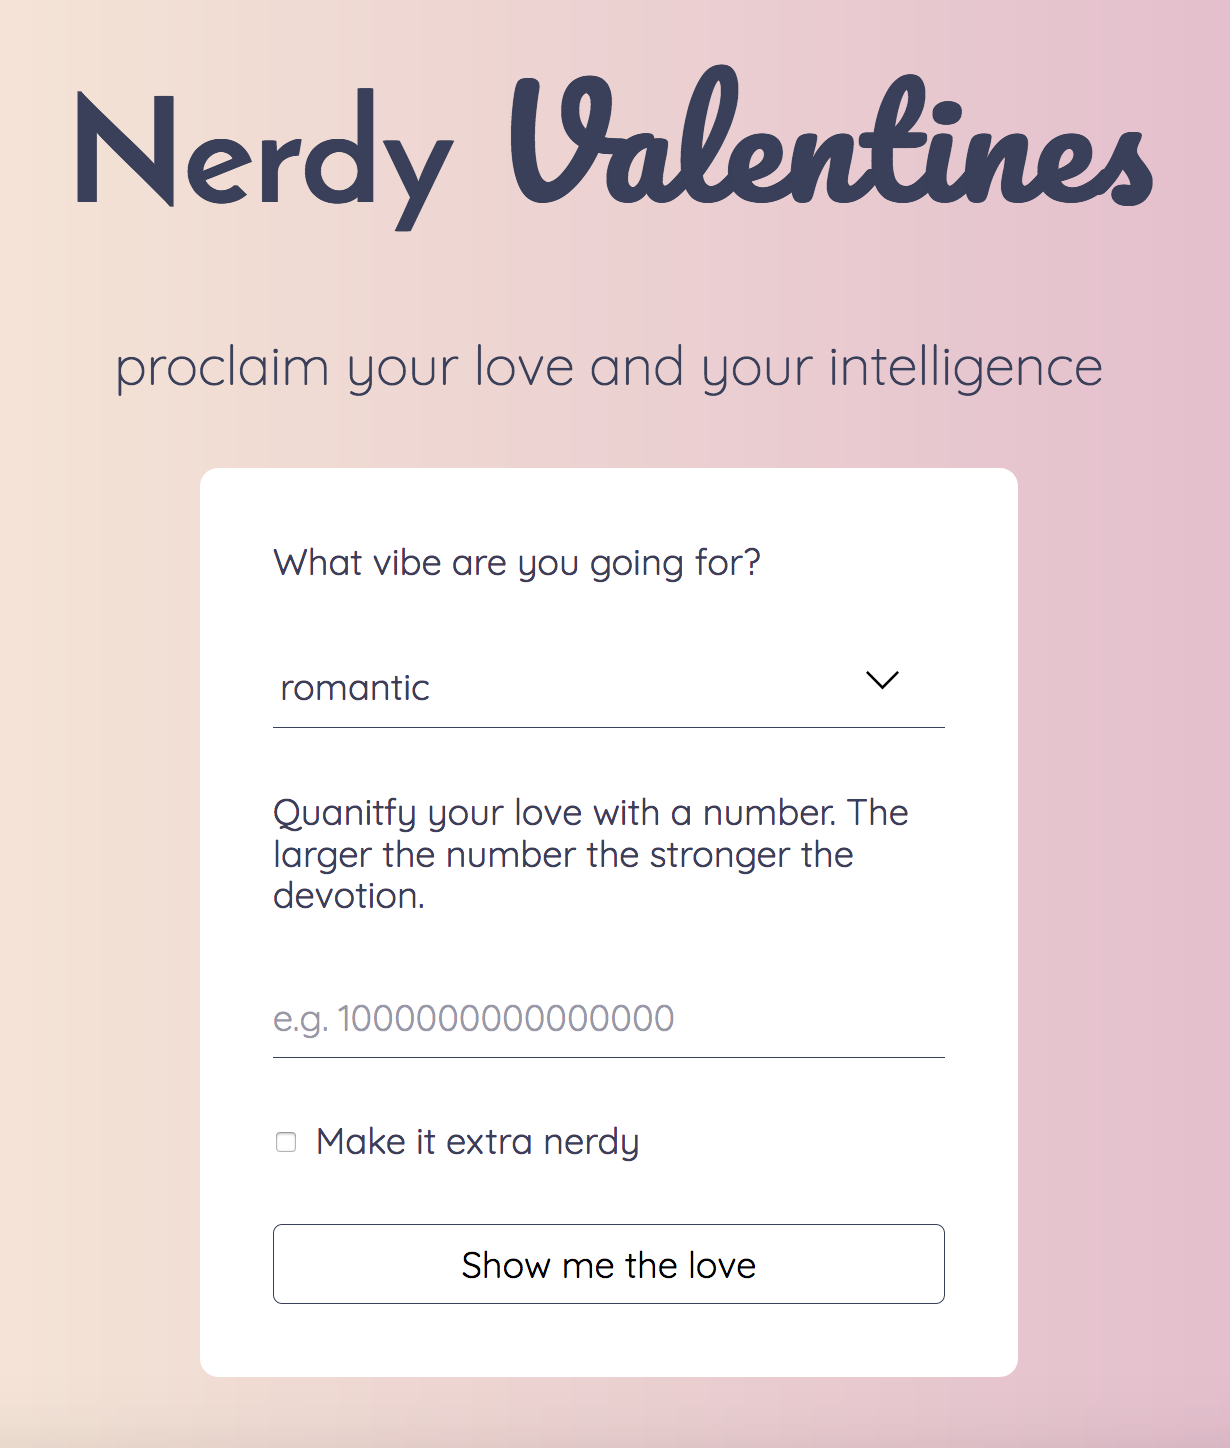 Nerdy Valentines
proclaim your love and your intelligence
What vibe are you going for?
romantic
Quanitfy your love with a number. The
larger the number the stronger the
devotion.
e.g. 1000000000000000
Make it extra nerdy
Show me the love